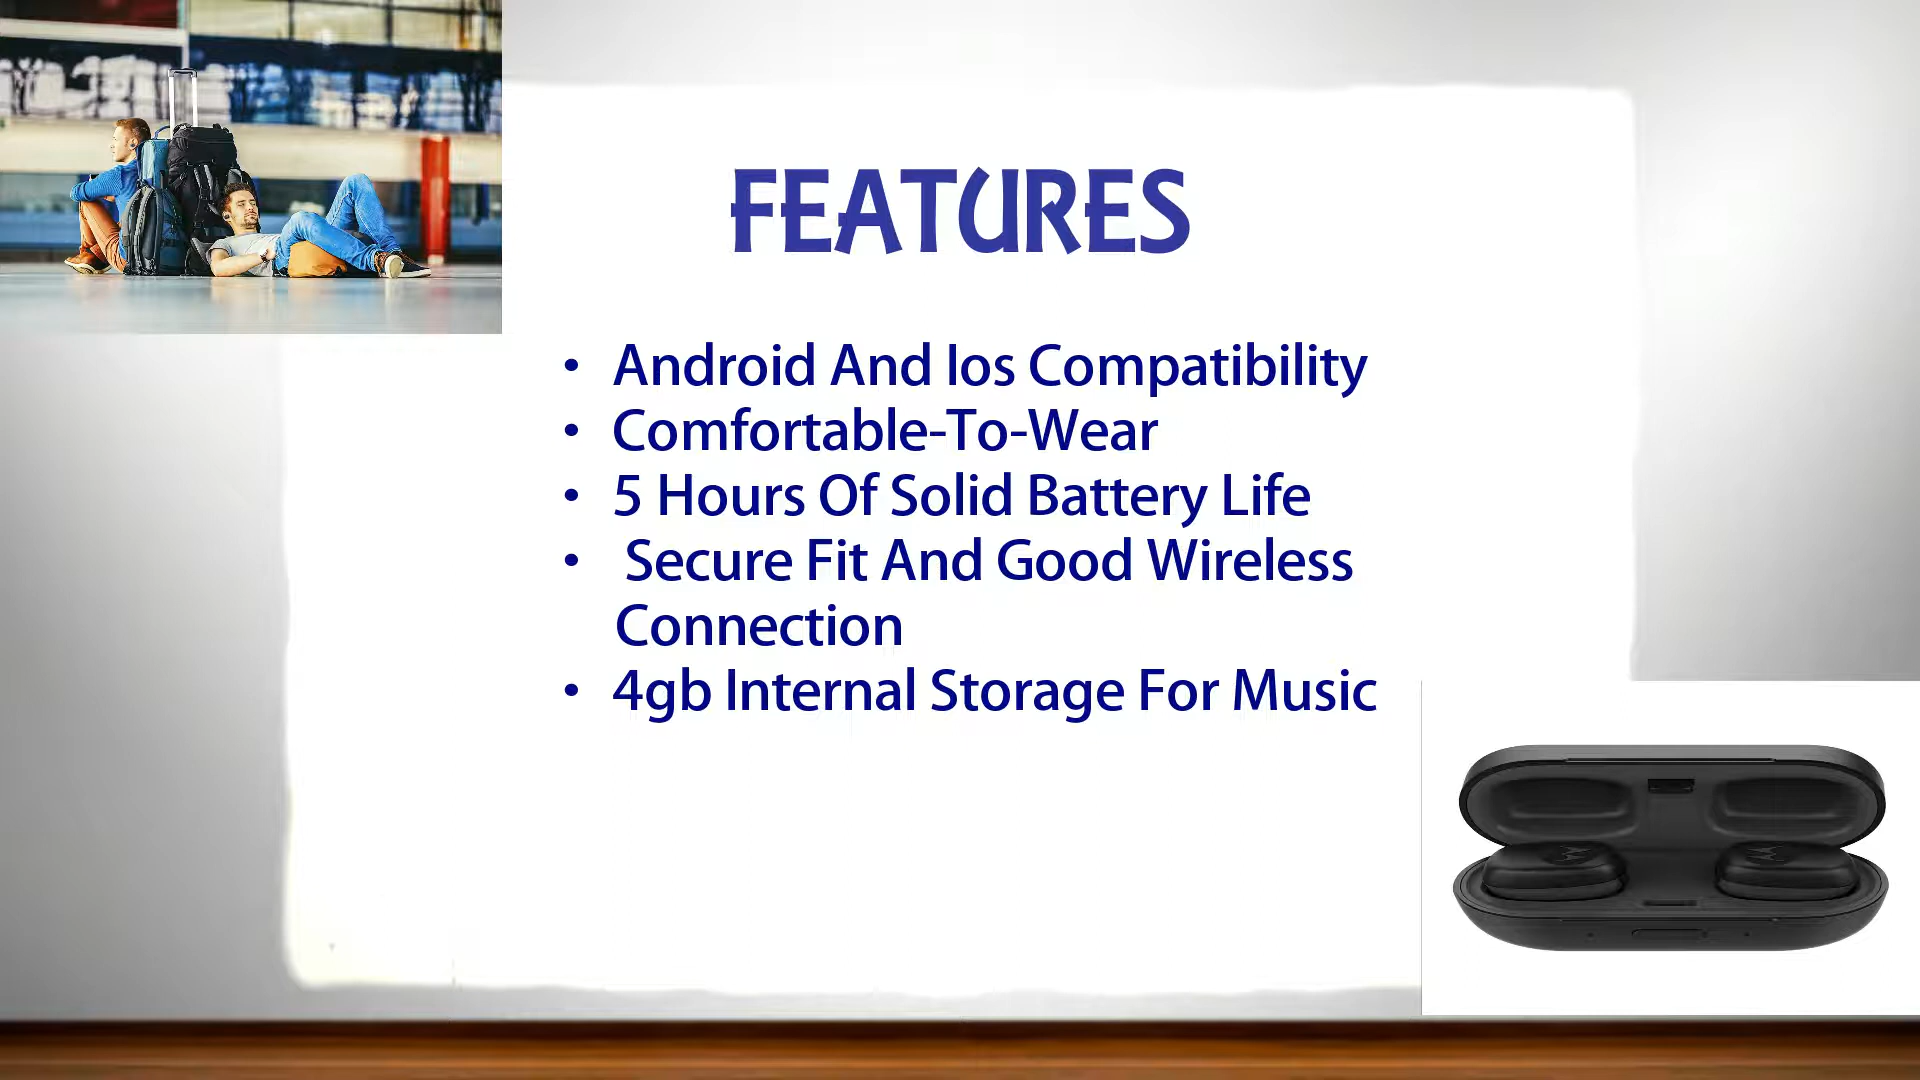 FEATURES
• Android And Ios Compatibility
• Comfortable-To-Wear
• 5 Hours Of Solid Battery Life
• Secure Fit And Good Wireless
Connection
• 4gb Internal Storage For Music